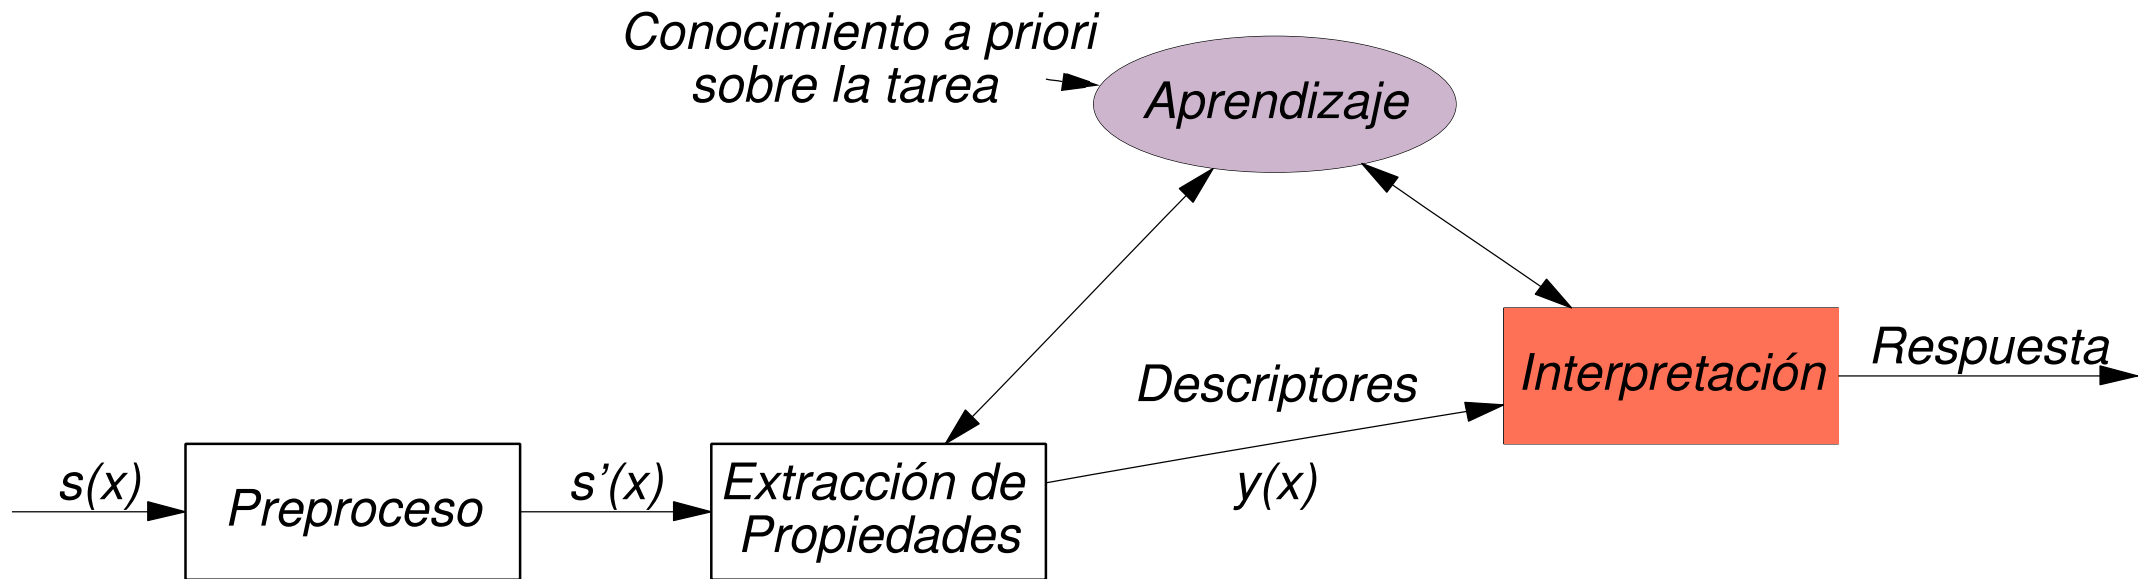 Conocimiento a priori
sobre la tarea
Aprendizaje
Respuesta
Interpretación
Descriptores
s(x)
Preproceso
s'(x)
Extracción de
Propiedades
y(x)